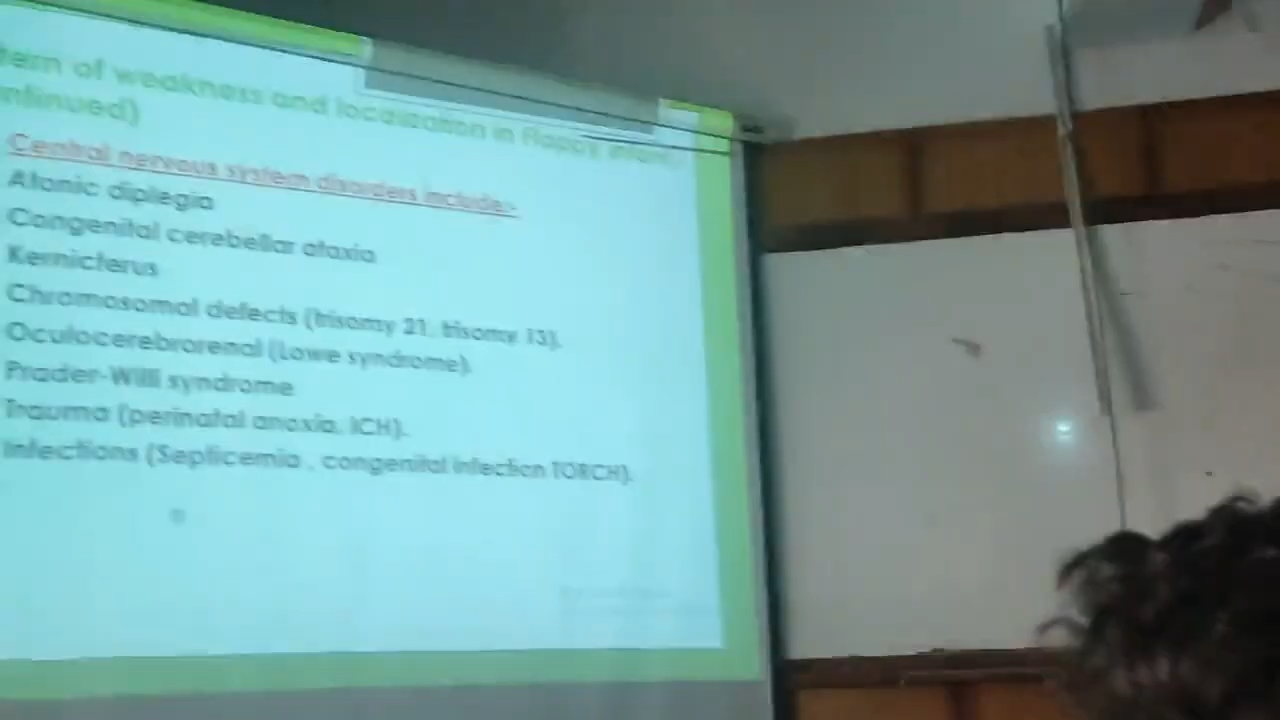 of weakness and localization in Floppy infant
Central nervous system disorders include:-
Atonic diplegia
Congenital cerebellar ataxia
Kernicterus
Chromosomal defects (trisomy 21, trisomy 13).
Oculocerebrorenal (Lowe syndrome).
Prader-Willi syndrome
Trauma (perinatal anoxia, ICH).
Infections (Septicemia , congenital infection TORCH).